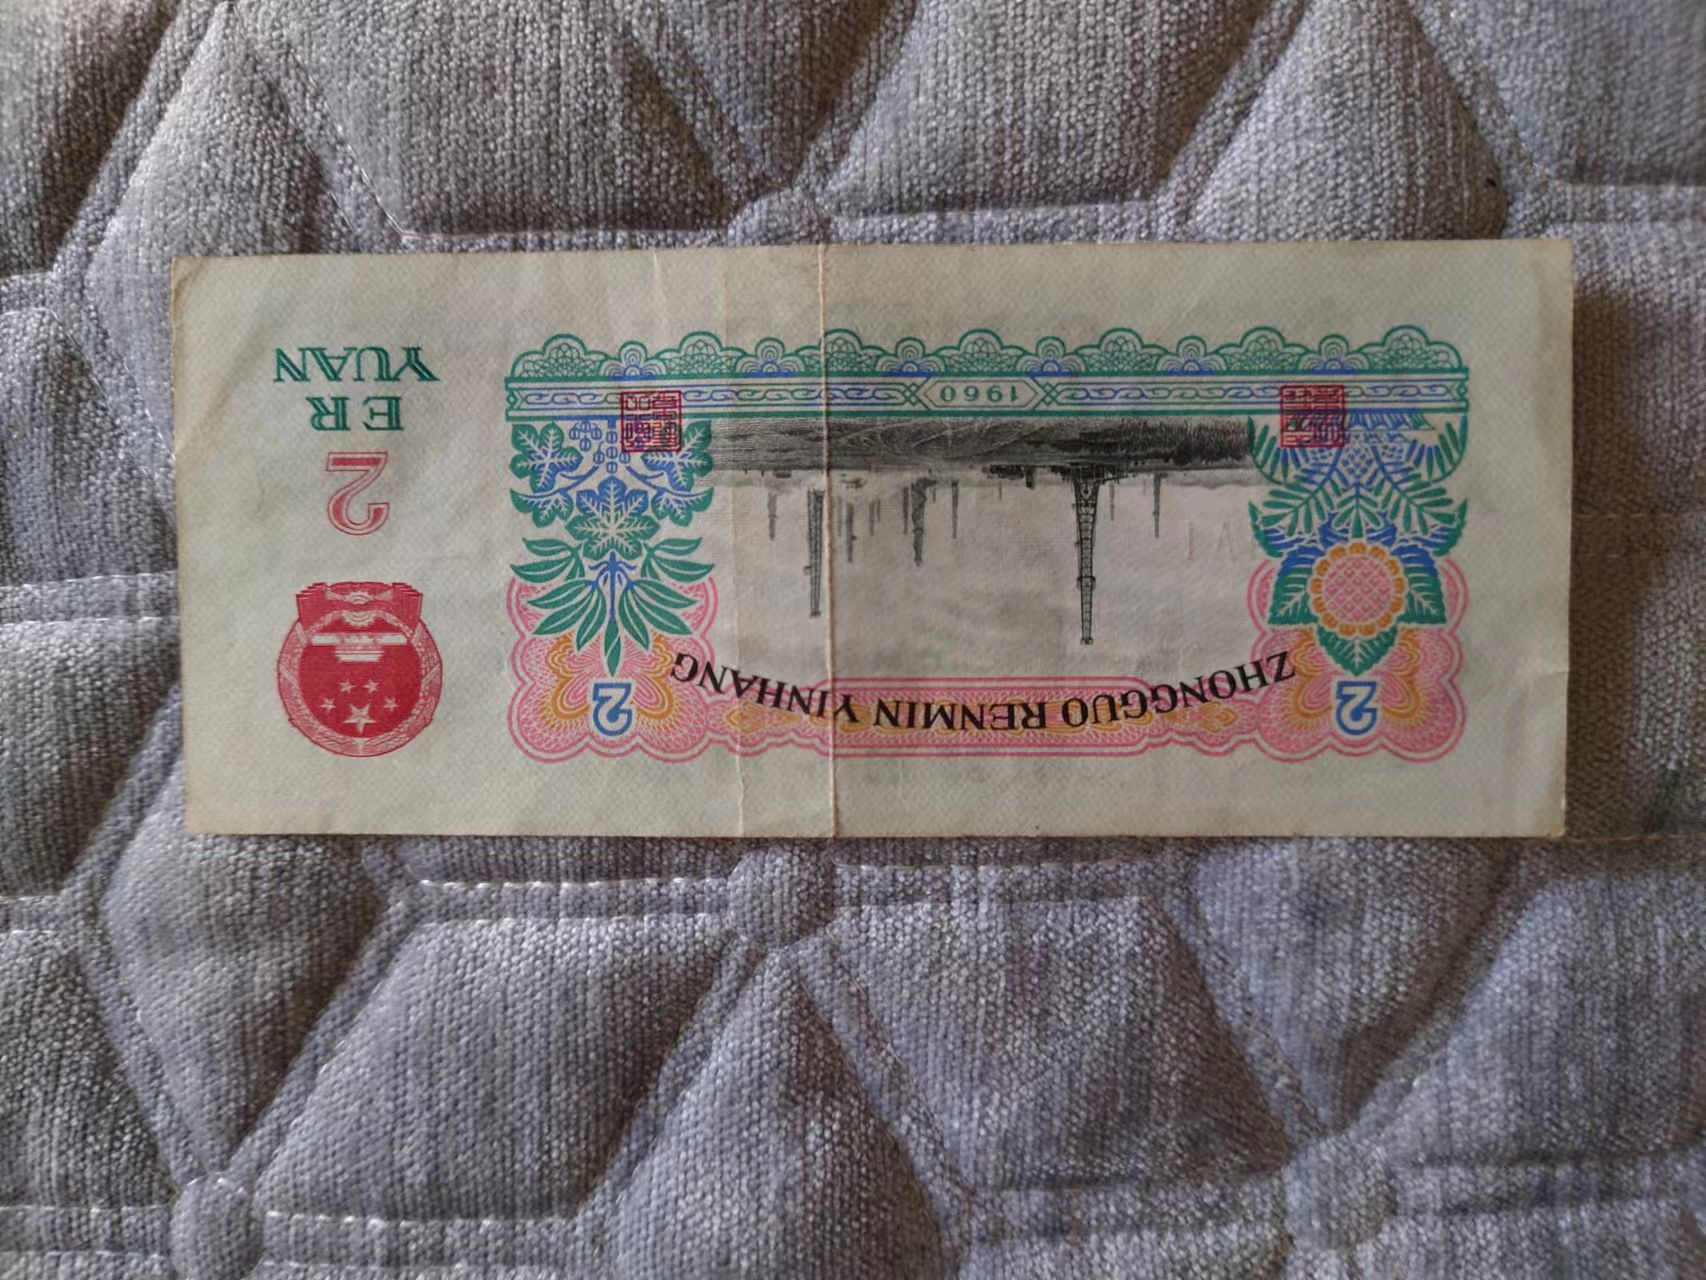 ZHONGGUO RENMIN YINHANG
2
2
1960
2
ER
YUAN